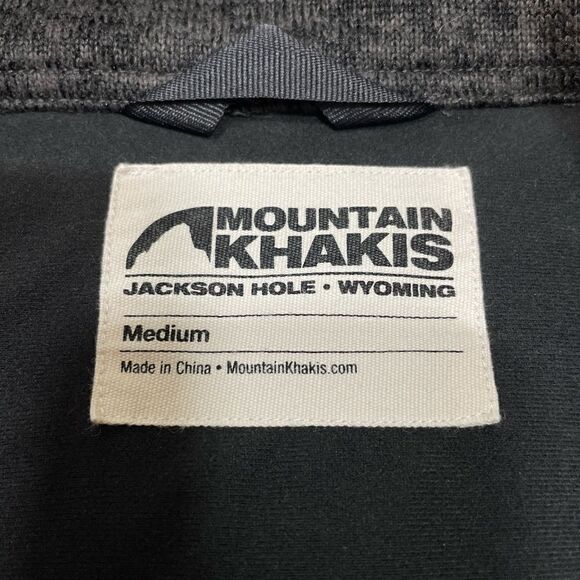 MOUNTAIN
KHAKIS
JACKSON HOLE • WYOMING
Medium
Made in China • MountainKhakis.com